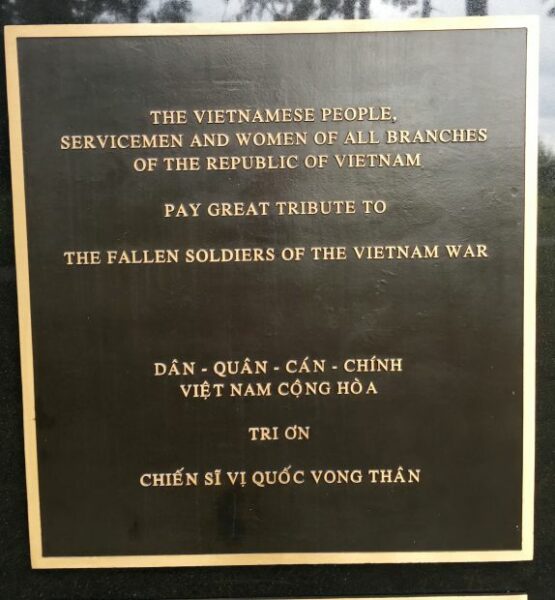 THE VIETNAMESE PEOPLE,
SERVICEMEN AND WOMEN OF ALL BRANCHES
OF THE REPUBLIC OF VIETNAM
PAY GREAT TRIBUTE TO
THE FALLEN SOLDIERS OF THE VIETNAM WAR
DÂN - QUÂN - CÁN - CHÍNH
VIỆT NAM CỘNG HÒA
TRI ƠN
CHIẾN SĨ VỊ QUỐC VONG THÂN